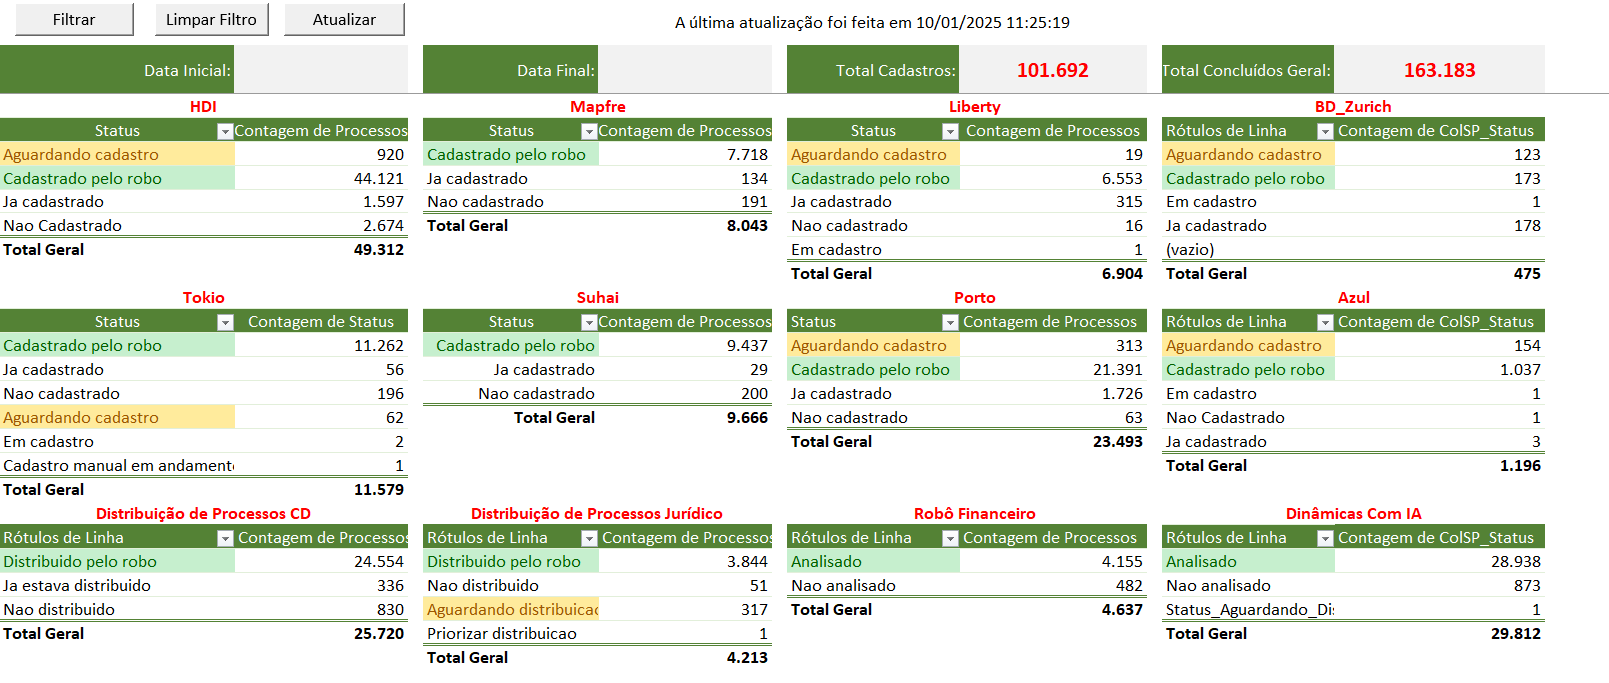 Filtrar Limpar Filtro Atualizar A última atualização foi feita em 10/01/2025 11:25:19
Data Inicial: Data Final: Total Cadastros: 101.692 Total Concluídos Geral: 163.183
HDI
Status Contagem de Processos
Aguardando cadastro 920
Cadastrado pelo robo 44.121
Ja cadastrado 1.597
Nao Cadastrado 2.674
Total Geral 49.312
Mapfre
Status Contagem de Processos
Cadastrado pelo robo 7.718
Ja cadastrado 134
Nao cadastrado 191
Total Geral 8.043
Liberty
Status Contagem de Processos
Aguardando cadastro 19
Cadastrado pelo robo 6.553
Ja cadastrado 315
Nao cadastrado 16
Em cadastro 1
Total Geral 6.904
BD_Zurich
Rótulos de Linha Contagem de ColSP_Status
Aguardando cadastro 123
Cadastrado pelo robo 173
Em cadastro 1
Ja cadastrado 178
(vazio)
Total Geral 475
Tokio
Status Contagem de Status
Cadastrado pelo robo 11.262
Ja cadastrado 56
Nao cadastrado 196
Aguardando cadastro 62
Em cadastro 2
Cadastro manual em andament 1
Total Geral 11.579
Suhai
Status Contagem de Processos
Cadastrado pelo robo 9.437
Ja cadastrado 29
Nao cadastrado 200
Total Geral 9.666
Porto
Status Contagem de Processos
Aguardando cadastro 313
Cadastrado pelo robo 21.391
Ja cadastrado 1.726
Nao cadastrado 63
Total Geral 23.493
Azul
Rótulos de Linha Contagem de ColSP_Status
Aguardando cadastro 154
Cadastrado pelo robo 1.037
Em cadastro 1
Nao Cadastrado 1
Ja cadastrado 3
Total Geral 1.196
Distribuição de Processos CD
Rótulos de Linha Contagem de Processos
Distribuido pelo robo 24.554
Ja estava distribuido 336
Nao distribuido 830
Total Geral 25.720
Distribuição de Processos Jurídico
Rótulos de Linha Contagem de Processos
Distribuido pelo robo 3.844
Nao distribuido 51
Aguardando distribuicac 317
Priorizar distribuicao 1
Total Geral 4.213
Robô Financeiro
Rótulos de Linha Contagem de Processos
Analisado 4.155
Nao analisado 482
Total Geral 4.637
Dinâmicas Com IA
Rótulos de Linha Contagem de ColSP_Status
Analisado 28.938
Nao analisado 873
Status_Aguardando_Di 1
Total Geral 29.812